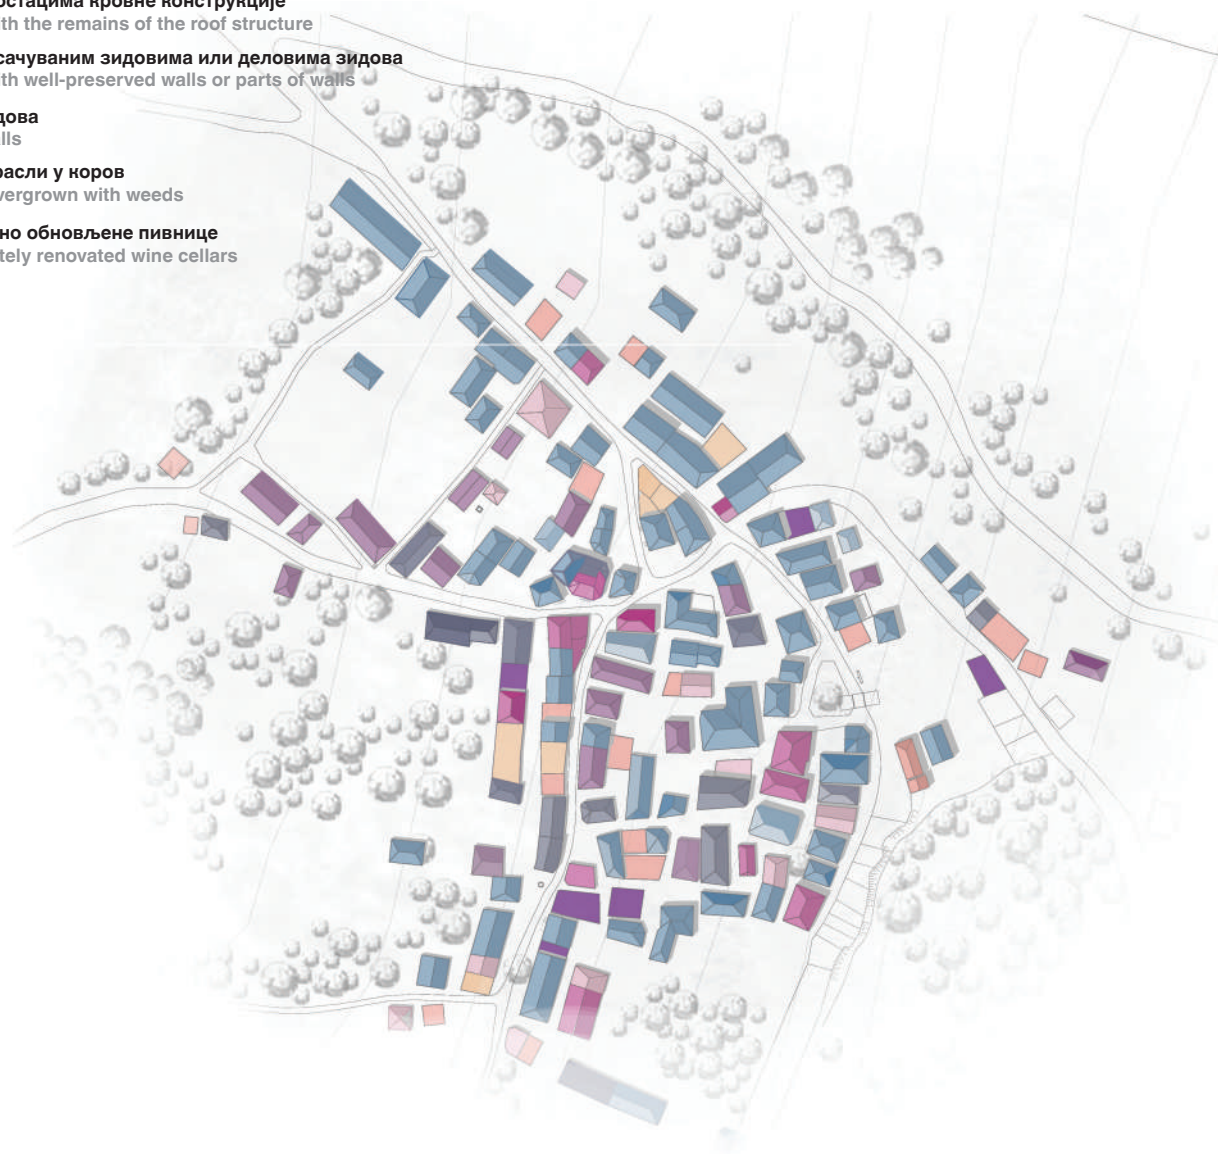 остацима кровне конструкције
th the remains of the roof structure
сачуваним зидовима или деловима зидова
th well-preserved walls or parts of walls
дова
lls
расли у коров
vergrown with weeds
но обновљене пивнице
tely renovated wine cellars